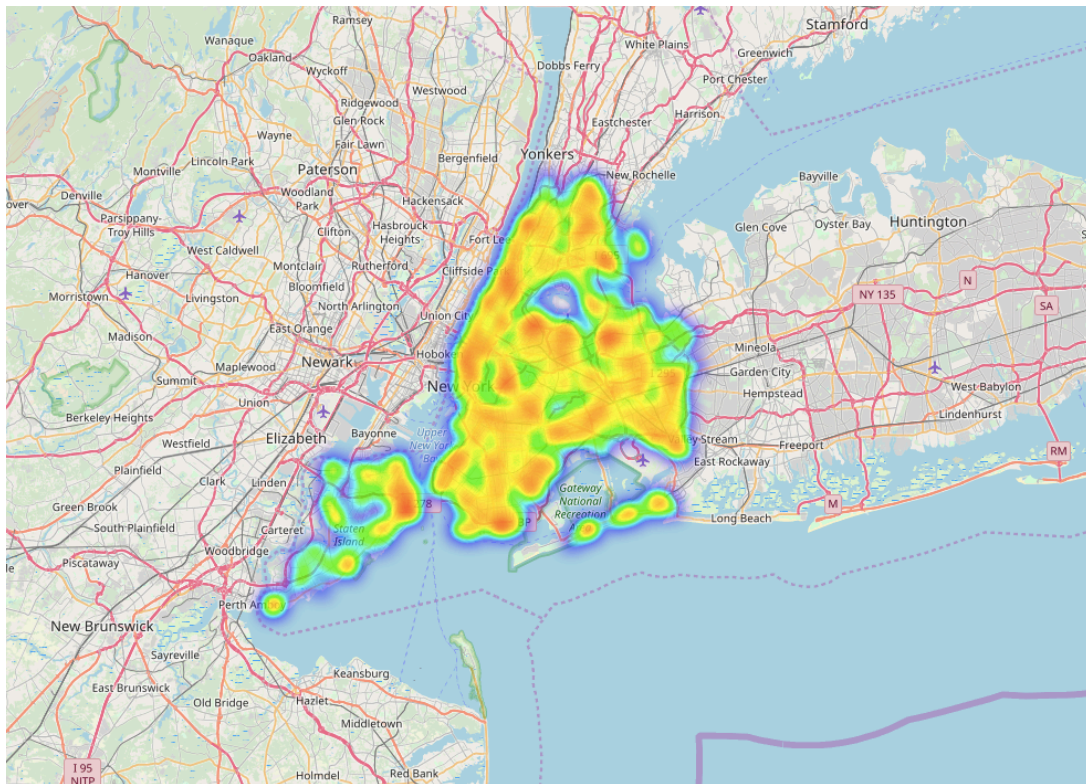 Ramsey
Stamford
Wanaque
White Plains
Greenwich
Oakland
Dobbs Ferry
Wyckoff
Port Chester
Westwood
Ridgewood
Glen Rock
Harrison
Eastchester
Wayne
Fair Lawn
Yonkers
Bergenfield
Lincoln Park
Paterson
New Rochelle
Montville
Bayville
Denville
Woodland
Park
Hackensack
Parsippany-
Troy Hills
Clifton
Hasbrouck
Heights
Glen Cove
Oyster Bay
Huntington
West Caldwell
Fort Lee
Hanover
Montclair
Rutherford
Cliffside Park
N
Bloomfield
NY 135
Morristown
Livingston
North Arlington
SA
Union City
East Orange
Madison
Newark
Hoboken
Mineola
Maplewood
Garden City
Summit
New York
Hempstead
West Babylon
Union
Berkeley Heights
Lindenhurst
Bayonne
Elizabeth
Upper
New York
Bay
Valley Stream
Freeport
Westfield
RM
Plainfield
Clark
Linden
East Rockaway
Gateway
National
Recreation
Area
Green Brook
278
M
Long Beach
South Plainfield
Carteret
Staten
Island
Woodbridge
Piscataway
Perth Amboy
New Brunswick
Sayreville
Keansburg
East Brunswick
Old Bridge
Hazlet
Middletown
I 95
NJTP
Holmdel
Red Bank